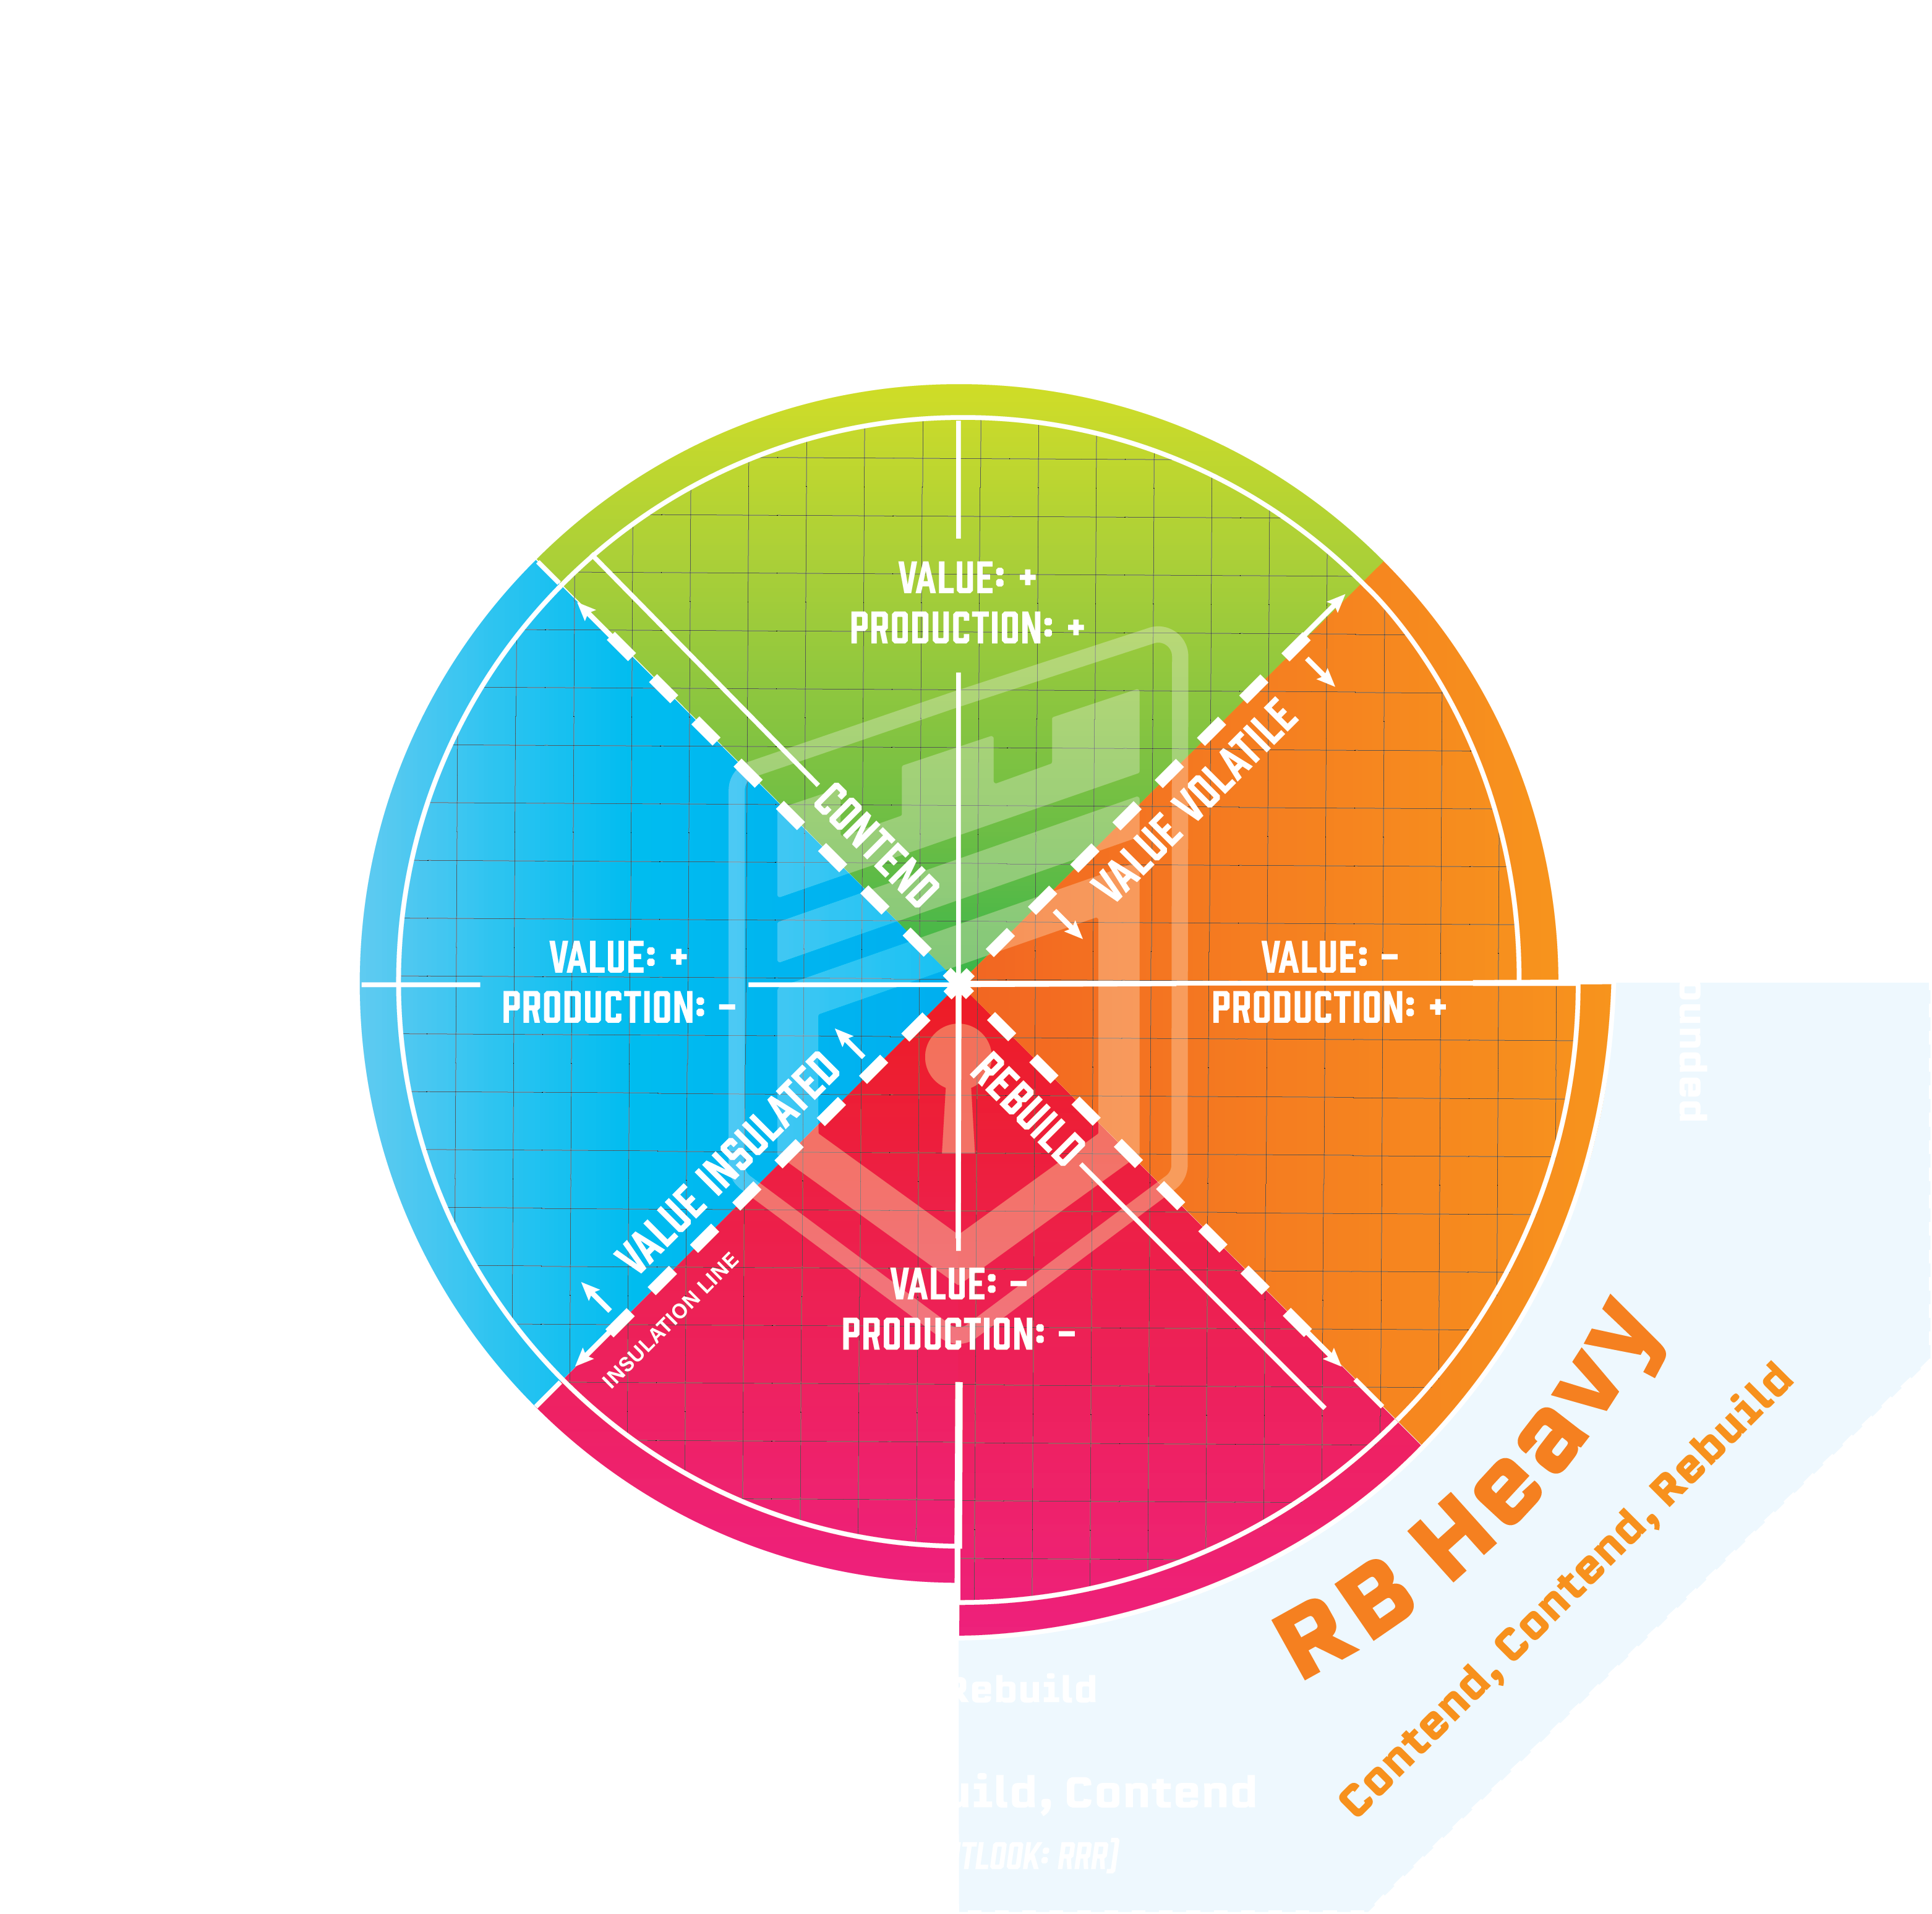 VALUE: +
PRODUCTION: +
CONTEND
VALUE VOLATILE
VALUE: +
PRODUCTION: –
VALUE: –
PRODUCTION: +
VALUE INSULATED
INSULATION LINE
REBUILD
VALUE: –
PRODUCTION: –
RB Heavy
Contend, Contend, Rebuild
ounded
Rebuild
ild, Contend
TLOOK: RRR)